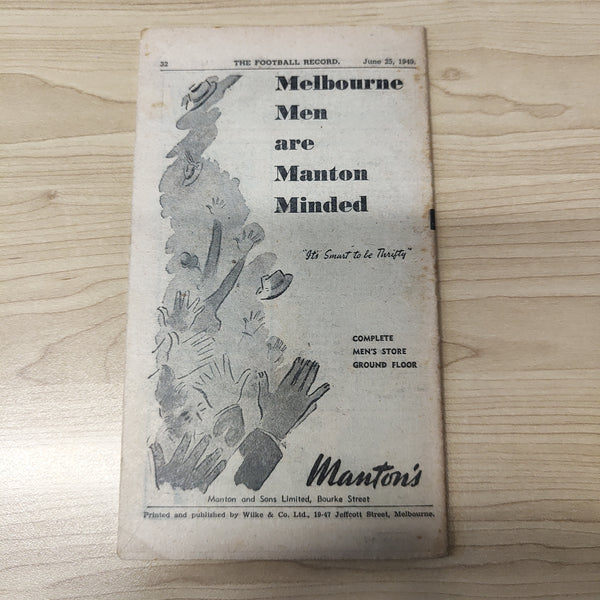 32 THE FOOTBALL RECORD. June 25, 1949.
Melbourne
Men
are
Manton
Minded
"It's Smart to be Thrifty"
COMPLETE
MEN'S STORE
GROUND FLOOR
Manton's
Manton and Sons Limited, Bourke Street
Printed and published by Wilke & Co. Ltd., 19-47 Jeffcott Street, Melbourne.